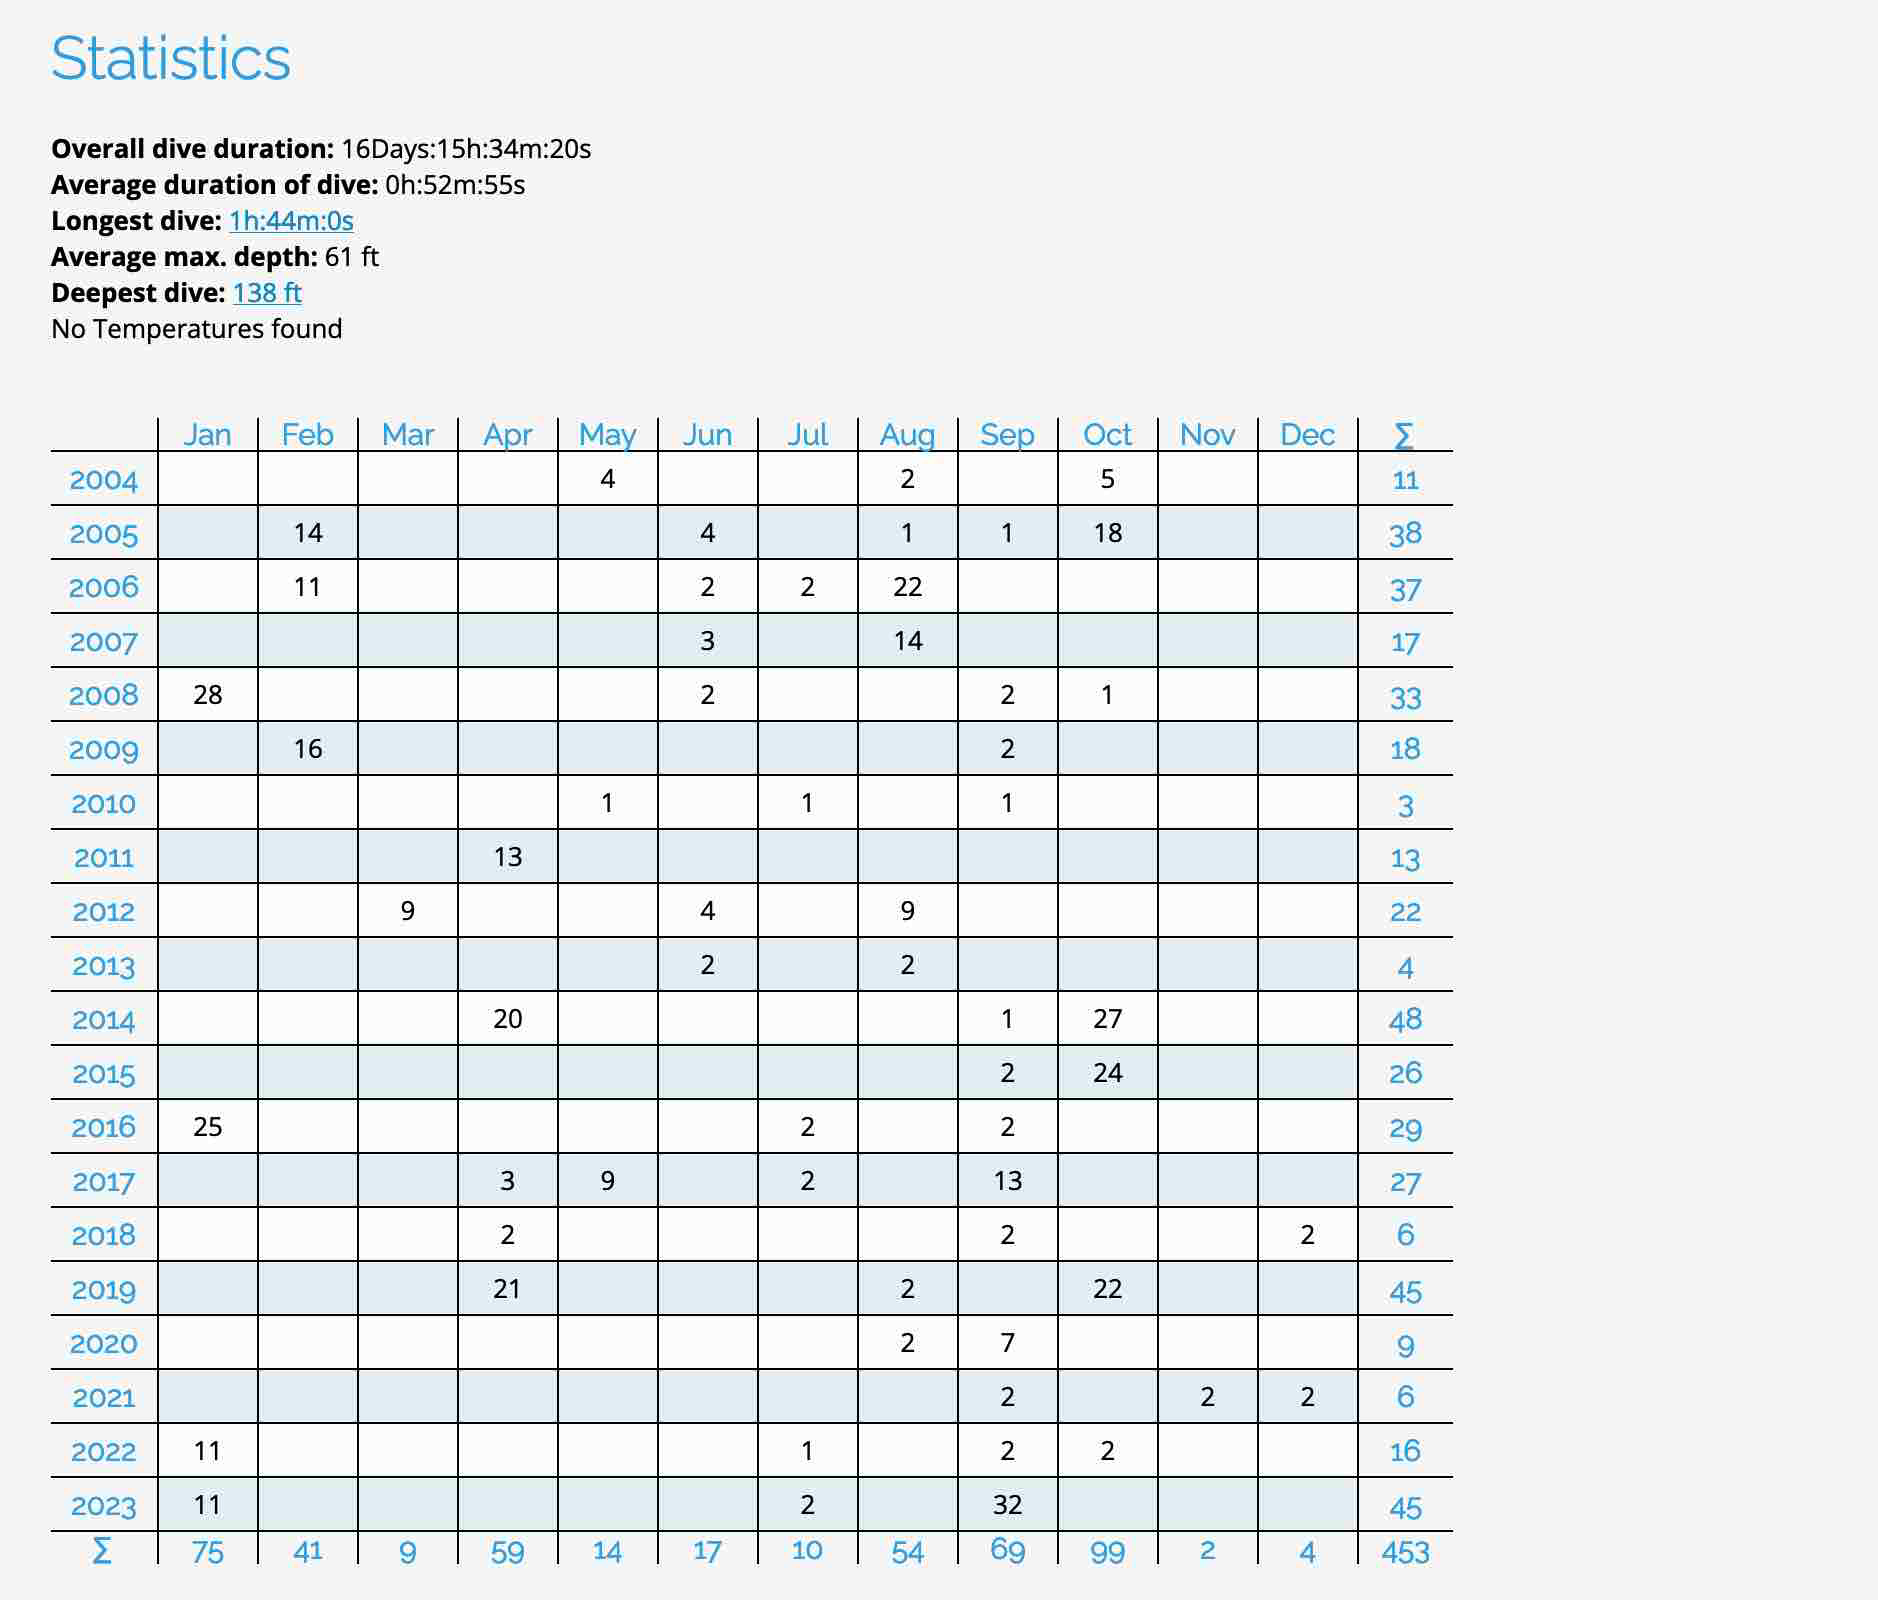 Statistics
Overall dive duration: 16Days:15h:34m:20s
Average duration of dive: 0h:52m:55s
Longest dive: 1h:44m:0s
Average max. depth: 61 ft
Deepest dive: 138 ft
No Temperatures found
Jan Feb Mar Apr May Jun Jul Aug Sep Oct Nov Dec Σ
2004 4 2 5 11
2005 14 4 1 1 18 38
2006 11 2 2 22 37
2007 3 14 17
2008 28 2 2 1 33
2009 16 2 18
2010 1 1 1 3
2011 13 13
2012 9 4 9 22
2013 2 2 4
2014 20 1 27 48
2015 2 24 26
2016 25 2 2 29
2017 3 9 2 13 27
2018 2 2 2 6
2019 21 2 22 45
2020 2 7 9
2021 2 2 2 6
2022 11 1 2 2 16
2023 11 2 32 45
Σ 75 41 9 59 14 17 10 54 69 99 2 4 453